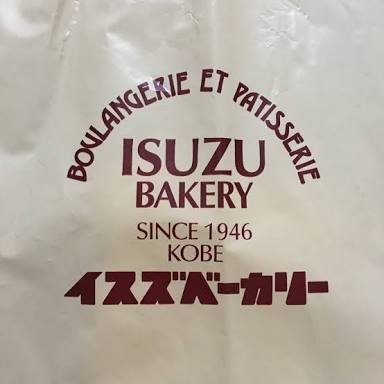 BOULANGERIE ET PATISSERIE
ISUZU
BAKERY
SINCE 1946
KOBE
イスズベーカリー